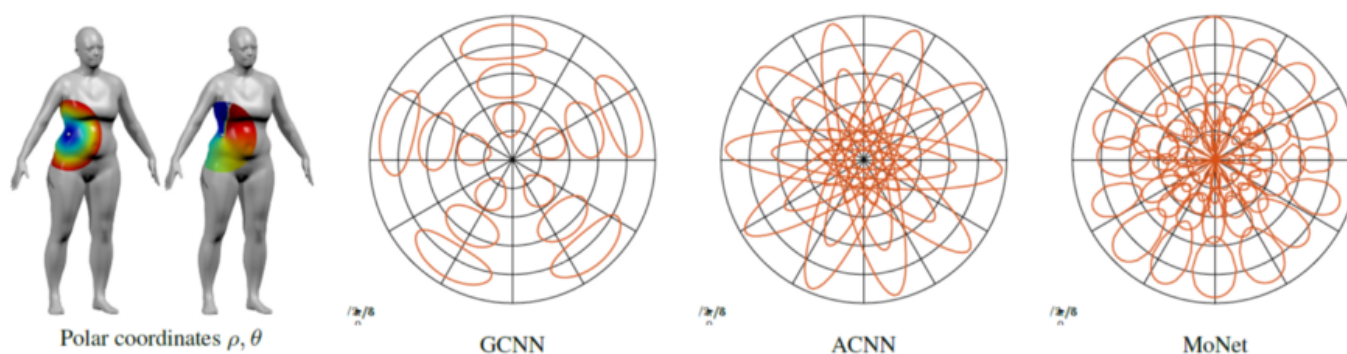 Polar coordinates ρ, θ
GCNN
ACNN
MoNet